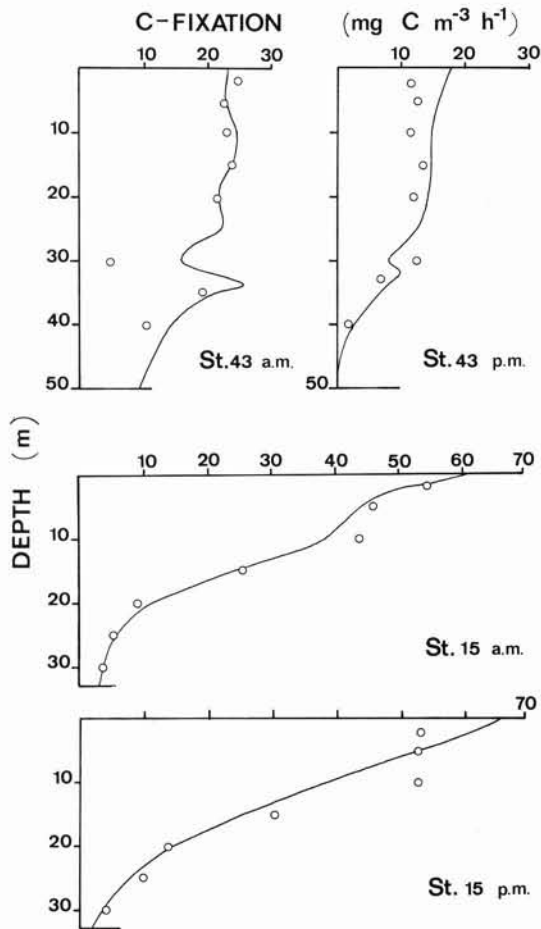 C-FIXATION (mg C m⁻³ h⁻¹)
10 20 30 10 20 30
10
20
30
40
50 50
St. 43 a.m. St. 43 p.m.
DEPTH (m)
10 20 30 40 50 60 70
10
20
30
St. 15 a.m.
70
10
20
30
St. 15 p.m.